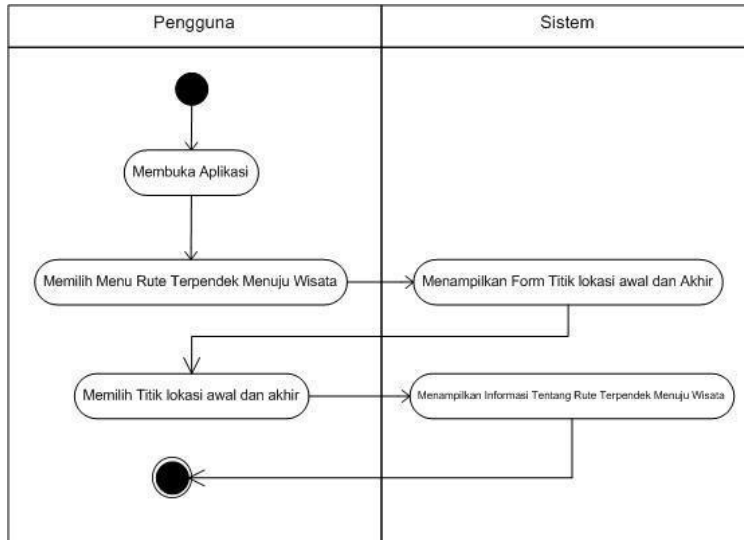 Pengguna
Sistem
Membuka Aplikasi
Memilih Menu Rute Terpendek Menuju Wisata
Menampilkan Form Titik lokasi awal dan Akhir
Memilih Titik lokasi awal dan akhir
Menampilkan Informasi Tentang Rute Terpendek Menuju Wisata